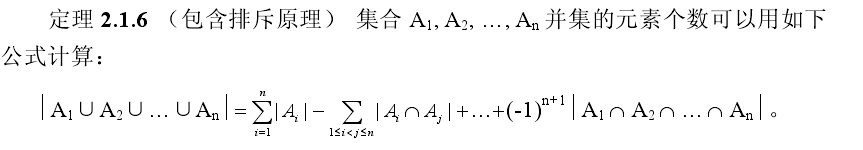 定理 2.1.6 （包含排斥原理） 集合 A₁, A₂, …, Aₙ 并集的元素个数可以用如下
公式计算：
| A₁ ∪ A₂ ∪ … ∪ Aₙ | = ∑ᵢ₌₁ⁿ | Aᵢ | − ∑₁≤ᵢ<ⱼ≤ₙ | Aᵢ ∩ Aⱼ | +…+(-1)ⁿ⁺¹ | A₁ ∩ A₂ ∩ … ∩ Aₙ | 。